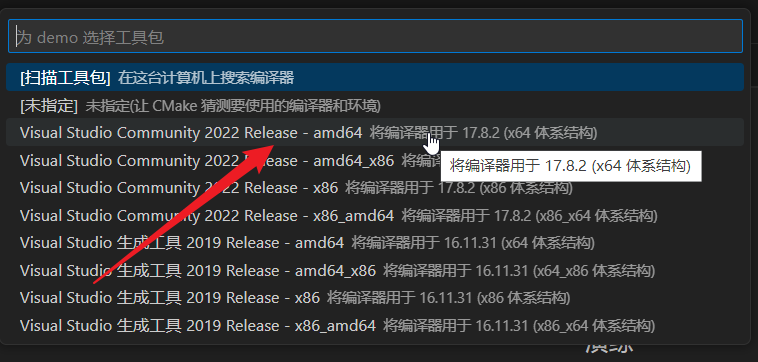 为 demo 选择工具包
[扫描工具包] 在这台计算机上搜索编译器
[未指定] 未指定(让 CMake 猜测要使用的编译器和环境)
Visual Studio Community 2022 Release - amd64 将编译器用于 17.8.2 (x64 体系结构)
Visual Studio Community 2022 Release - amd64_x86 将编译
将编译器用于 17.8.2 (x64 体系结构)
Visual Studio Community 2022 Release - x86 将编译器用于 17.8.2 (x86 体系结构)
Visual Studio Community 2022 Release - x86_amd64 将编译器用于 17.8.2 (x86_x64 体系结构)
Visual Studio 生成工具 2019 Release - amd64 将编译器用于 16.11.31 (x64 体系结构)
Visual Studio 生成工具 2019 Release - amd64_x86 将编译器用于 16.11.31 (x64_x86 体系结构)
Visual Studio 生成工具 2019 Release - x86 将编译器用于 16.11.31 (x86 体系结构)
Visual Studio 生成工具 2019 Release - x86_amd64 将编译器用于 16.11.31 (x86_x64 体系结构)
演练